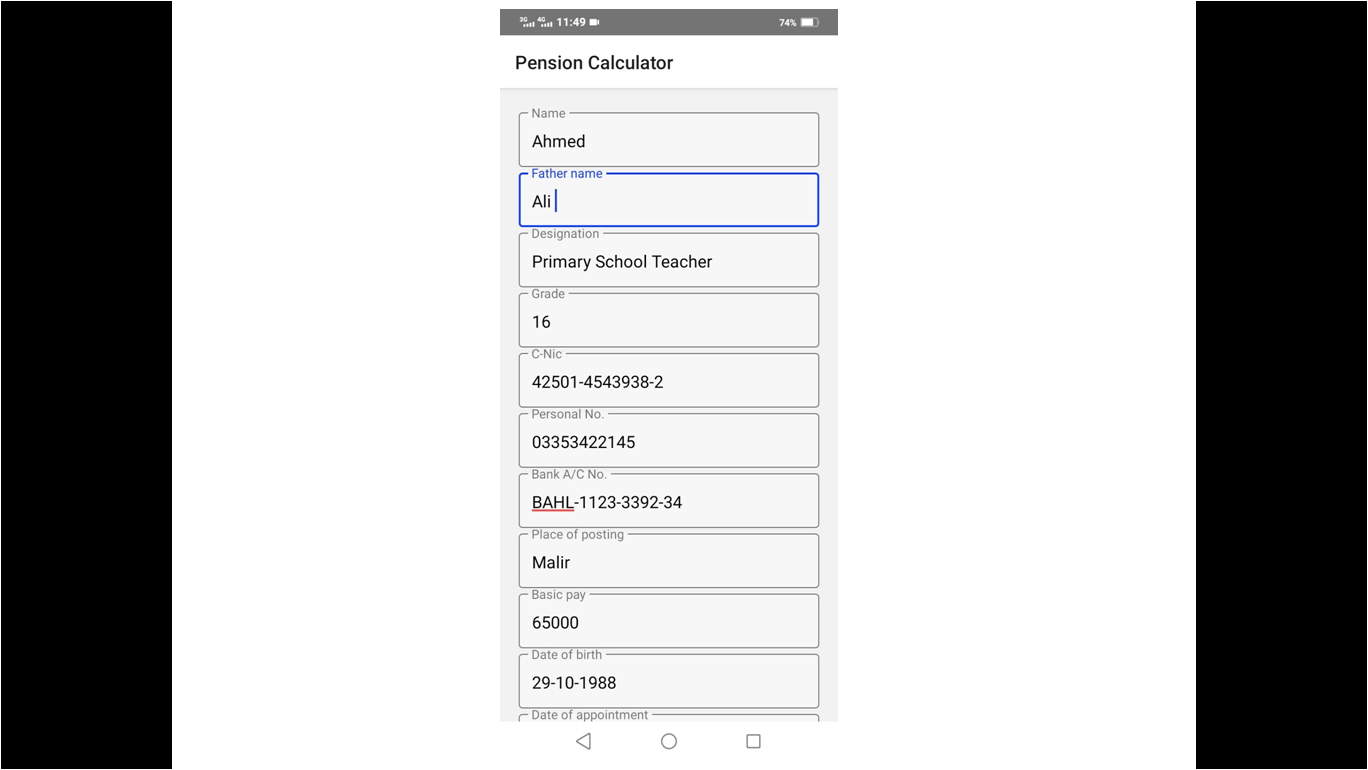 3G 4G 11:49 74%
Pension Calculator
Name
Ahmed
Father name
Ali
Designation
Primary School Teacher
Grade
16
C-Nic
42501-4543938-2
Personal No.
03353422145
Bank A/C No.
BAHL-1123-3392-34
Place of posting
Malir
Basic pay
65000
Date of birth
29-10-1988
Date of appointment